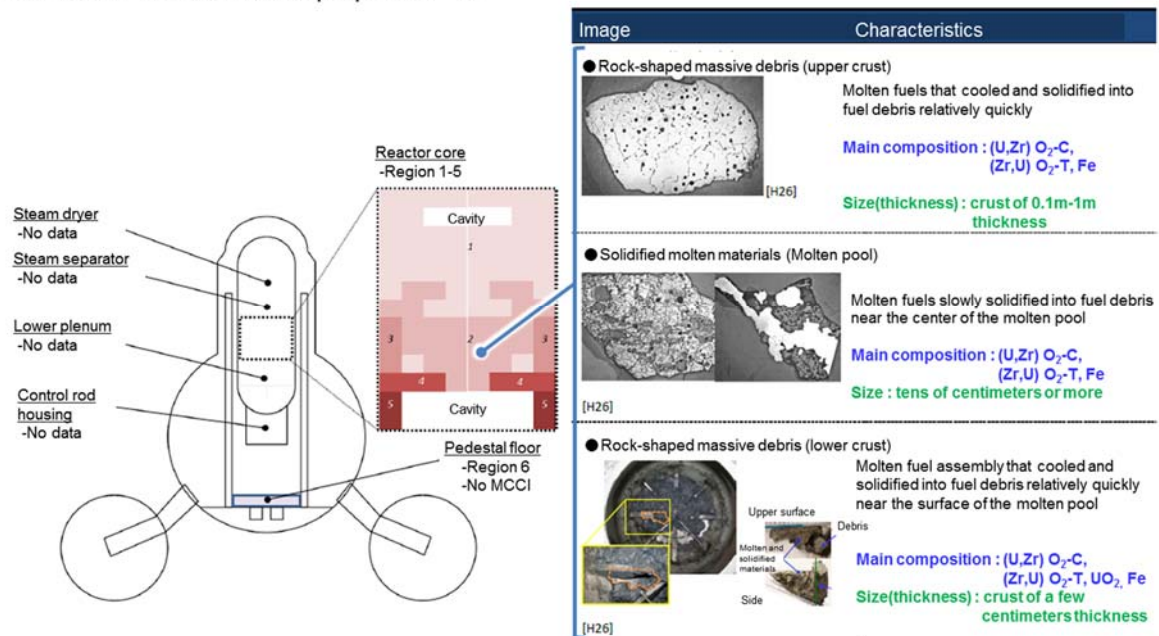 Steam dryer
-No data
Steam separator
-No data
Lower plenum
-No data
Control rod
housing
-No data
Reactor core
-Region 1-5
Cavity
1
3
2
3
4
4
5
Cavity
5
Pedestal floor
-Region 6
-No MCCI
Image Characteristics
●Rock-shaped massive debris (upper crust)
Molten fuels that cooled and solidified into
fuel debris relatively quickly
Main composition : (U,Zr) O₂-C,
(Zr,U) O₂-T, Fe
[H26]
Size(thickness) : crust of 0.1m-1m
thickness
●Solidified molten materials (Molten pool)
Molten fuels slowly solidified into fuel debris
near the center of the molten pool
Main composition : (U,Zr) O₂-C,
(Zr,U) O₂-T, Fe
Size : tens of centimeters or more
[H26]
●Rock-shaped massive debris (lower crust)
Molten fuel assembly that cooled and
solidified into fuel debris relatively quickly
near the surface of the molten pool
Upper surface
Debris
Molten and
solidified
materials
Side
Main composition : (U,Zr) O₂-C,
(Zr,U) O₂-T, UO₂, Fe
Size(thickness) : crust of a few
centimeters thickness
[H26]